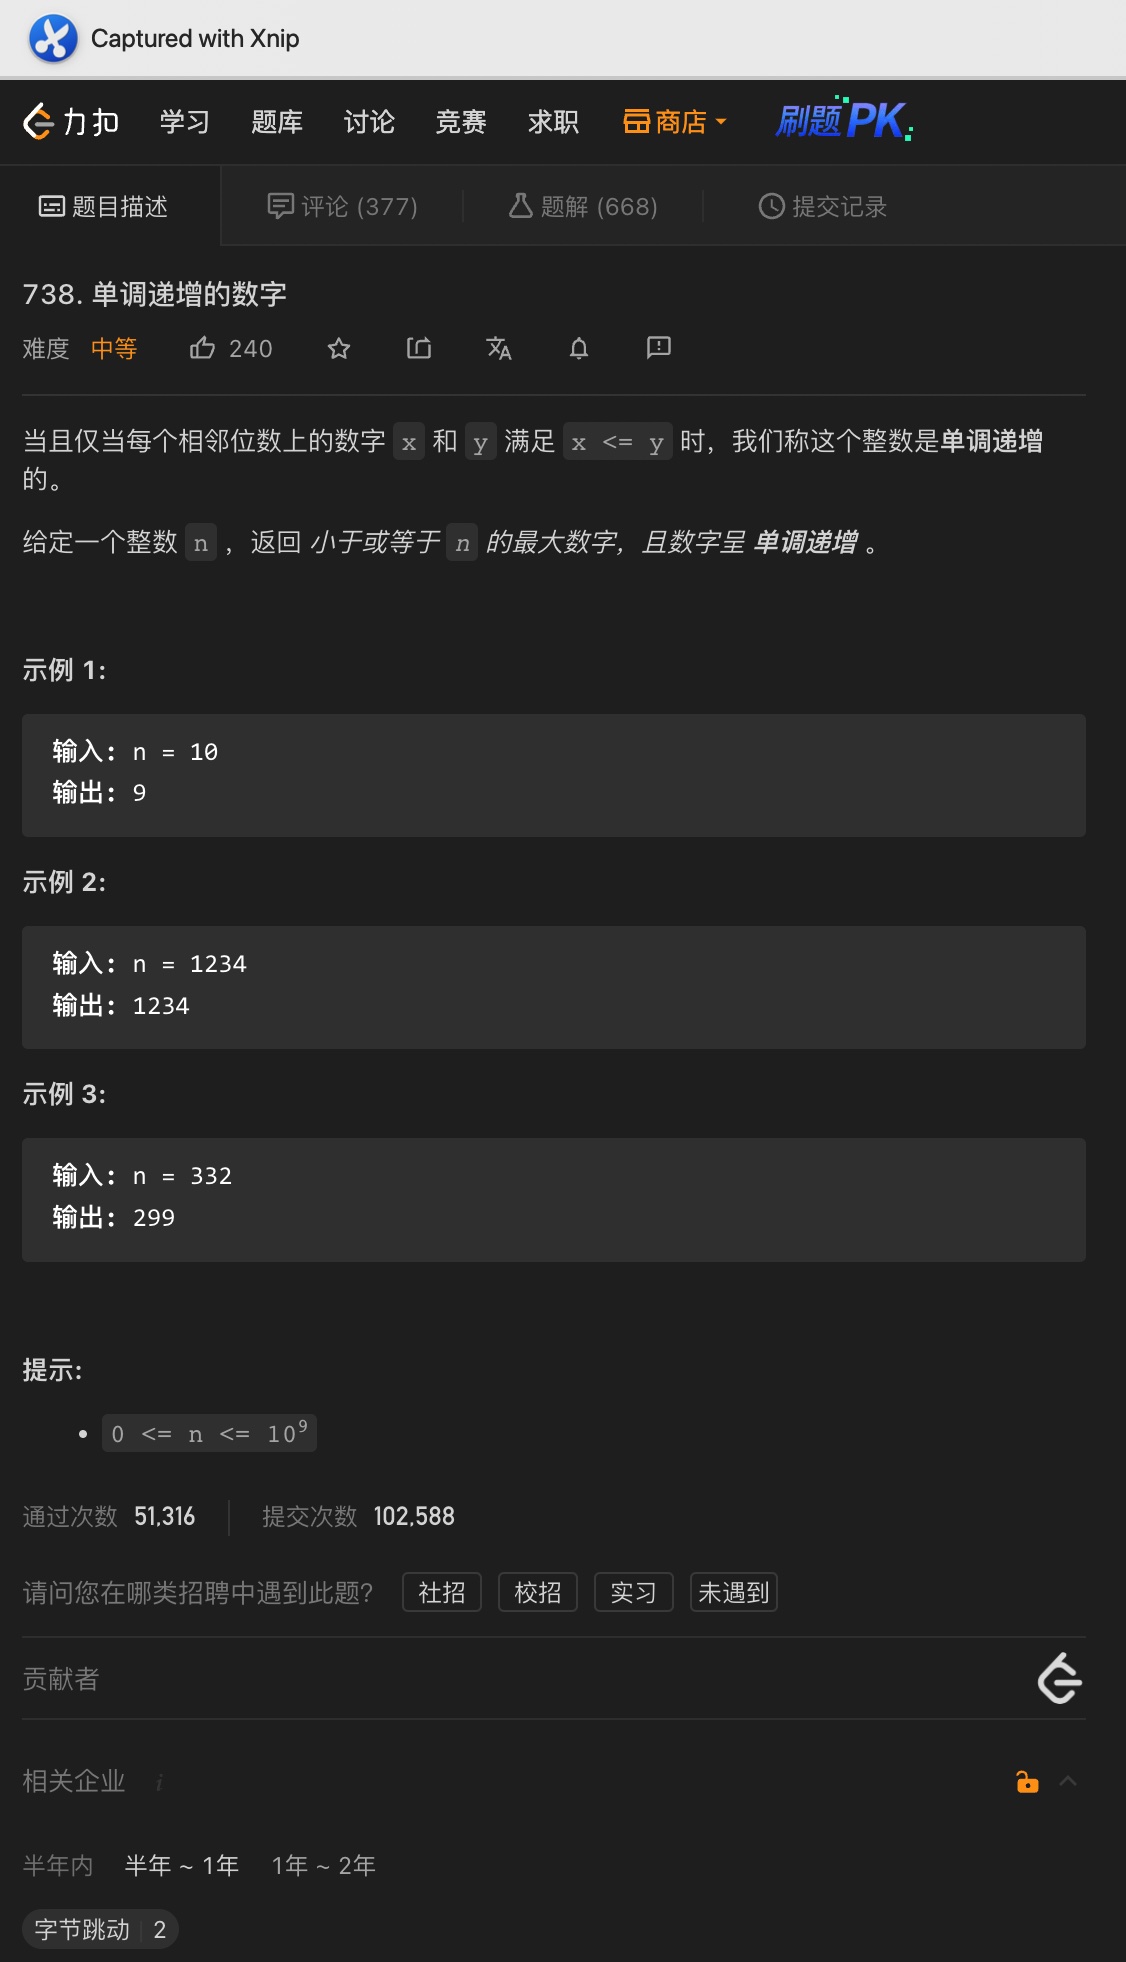 Captured with Xnip
力扣 学习 题库 讨论 竞赛 求职 商店 刷题PK
题目描述 评论 (377) 题解 (668) 提交记录
738. 单调递增的数字
难度 中等 240
当且仅当每个相邻位数上的数字 x 和 y 满足 x <= y 时，我们称这个整数是单调递增
的。
给定一个整数 n ，返回 小于或等于 n 的最大数字，且数字呈 单调递增 。
示例 1:
输入: n = 10
输出: 9
示例 2:
输入: n = 1234
输出: 1234
示例 3:
输入: n = 332
输出: 299
提示:
• 0 <= n <= 10⁹
通过次数 51,316 提交次数 102,588
请问您在哪类招聘中遇到此题? 社招 校招 实习 未遇到
贡献者
相关企业 i
半年内 半年 ~ 1年 1年 ~ 2年
字节跳动 2